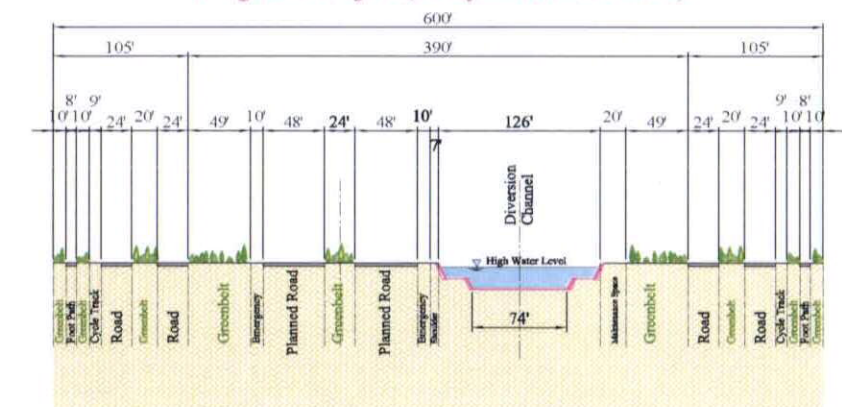 600'
105' 390' 105'
8' 9' 9' 8'
10' 10' 24' 20' 24' 49' 10' 48' 24' 48' 10' 126' 20' 49' 24' 20' 24' 10' 10'
7'
Diversion
Channel
High Water Level
Greenbelt
Foot Path
Greenbelt
Cycle Track
Road
Greenbelt
Road
Greenbelt
Emergency
Planned Road
Greenbelt
Planned Road
Emergency
Shoulder
74'
Maintenance Space
Greenbelt
Road
Greenbelt
Road
Cycle Track
Greenbelt
Foot Path
Greenbelt